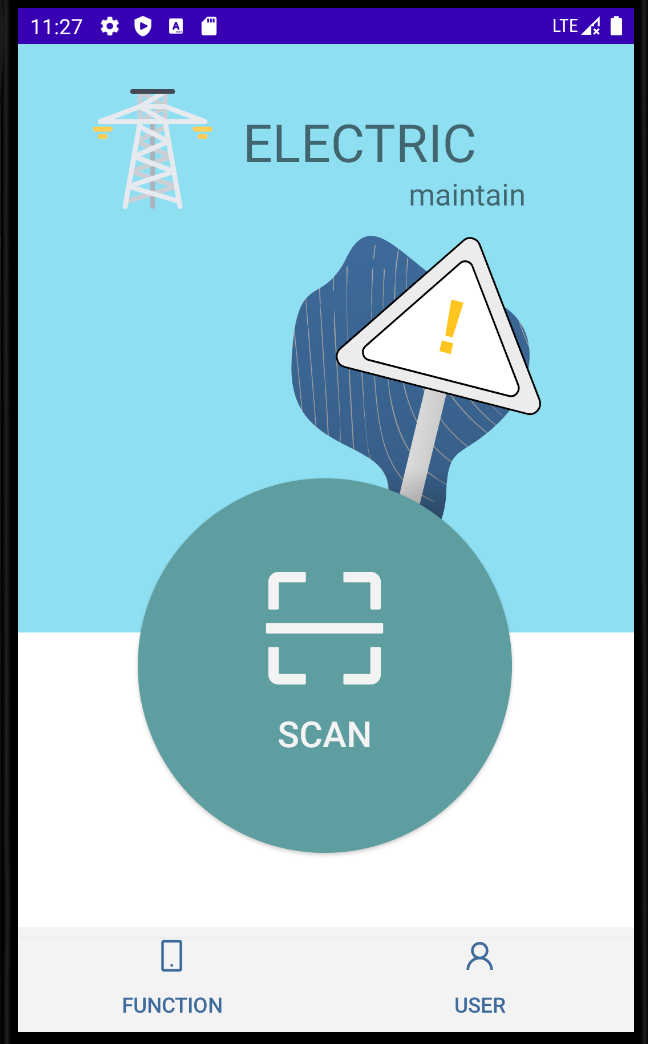 11:27
LTE
ELECTRIC
maintain
!
SCAN
FUNCTION
USER